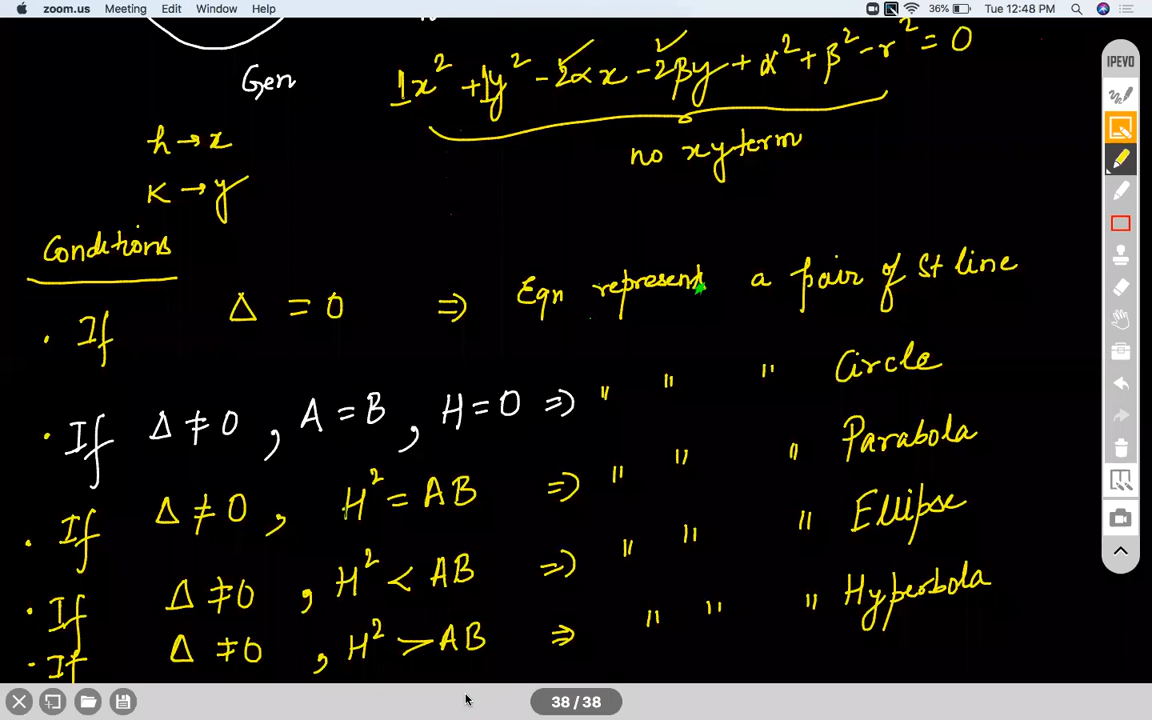 zoom.us Meeting Edit Window Help 36% Tue 12:48 PM
Gen
1x² + 1y² - 2αx - 2βy + α² + β² - r² = 0
no xy term
h → x
K → y
IPEVO
Conditions
• If Δ = 0 ⇒ Eqn represent a pair of St line
• If Δ ≠ 0 , A = B , H = 0 ⇒ " " " Circle
• If Δ ≠ 0 , H² = AB ⇒ " " " Parabola
• If Δ ≠ 0 , H² < AB ⇒ " " " Ellipse
• If Δ ≠ 0 , H² > AB ⇒ " " " Hyperbola
38 / 38